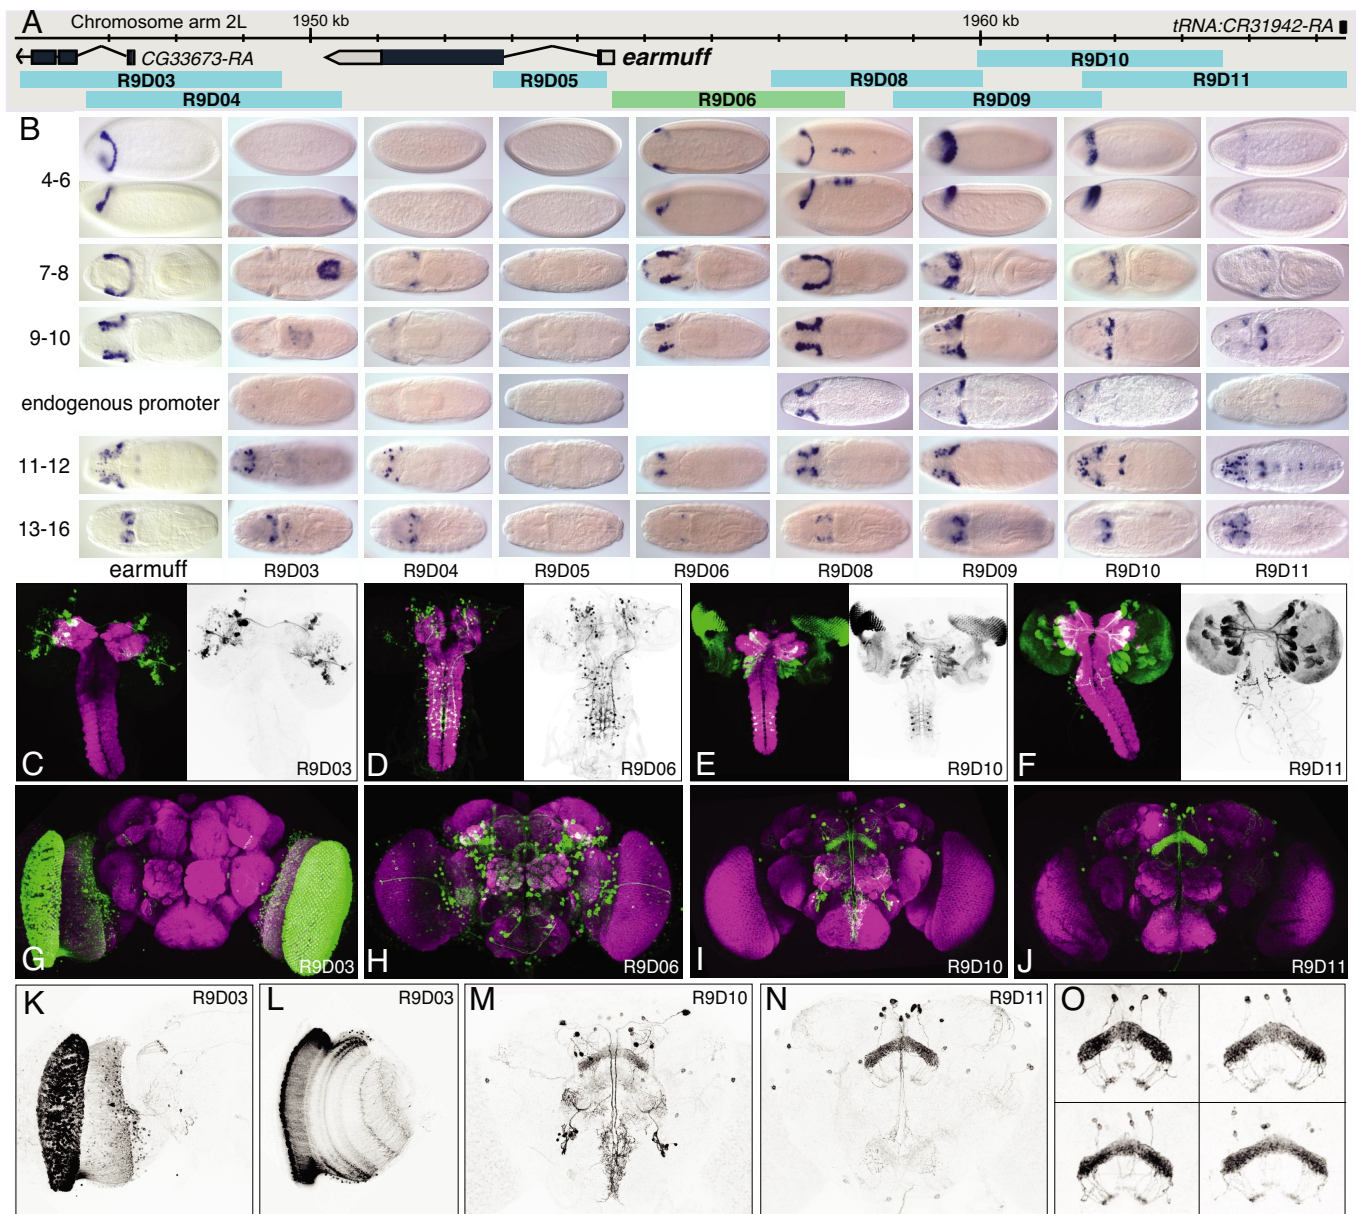 A
Chromosome arm 2L
1950 kb
1960 kb
tRNA:CR31942-RA
CG33673-RA
earmuff
R9D10
R9D03
R9D05
R9D08
R9D11
R9D04
R9D06
R9D09
B
4-6
7-8
9-10
endogenous promoter
11-12
13-16
earmuff
R9D03
R9D04
R9D05
R9D06
R9D08
R9D09
R9D10
R9D11
C
R9D03
D
R9D06
E
R9D10
F
R9D11
G
R9D03
H
R9D06
I
R9D10
J
R9D11
K
R9D03
L
R9D03
M
R9D10
N
R9D11
O